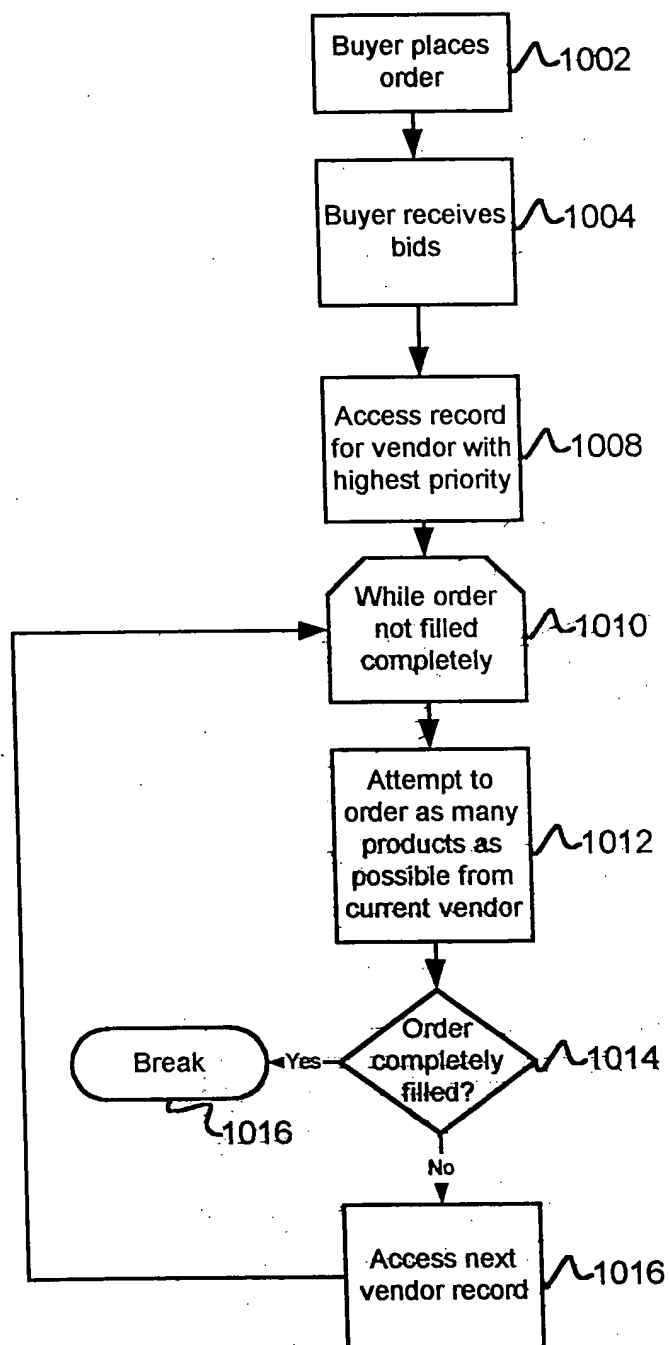 Buyer places
order
1002
Buyer receives
bids
1004
Access record
for vendor with
highest priority
1008
While order
not filled
completely
1010
Attempt to
order as many
products as
possible from
current vendor
1012
Order
completely
filled?
1014
Yes
Break
1016
No
Access next
vendor record
1016